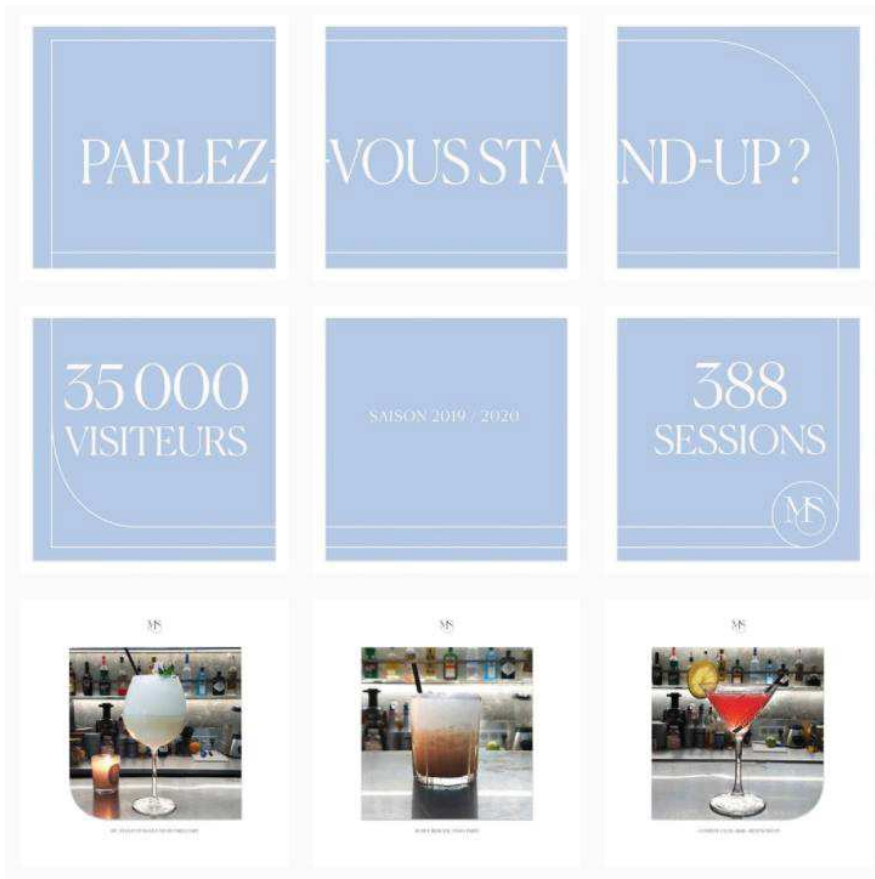 PARLEZ-VOUS STAND-UP ?
35 000
VISITEURS
SAISON 2019 / 2020
388
SESSIONS
MS
MS
MS
MS